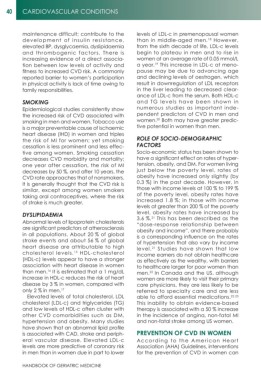 40 CARDIOVASCULAR CONDITIONS
maintenance difficult; contribute to the
development of insulin resistance,
elevated BP, dysglycaemia, dyslipidaemia
and thrombogenic factors. There is
increasing evidence of a direct associa-
tion between low levels of activity and
fitness to increased CVD risk. A commonly
reported barrier to women's participation
in physical activity is lack of time owing to
family responsibilities.
SMOKING
Epidemiological studies consistently show
the increased risk of CVD associated with
smoking in men and women. Tobacco use
is a major preventable cause of ischaemic
heart disease (IHD) in women and triples
the risk of MI for women; yet smoking
cessation is less prominent and less effec-
tive among women. Smoking cessation
decreases CVD morbidity and mortality;
one year after cessation, the risk of MI
decreases by 50 %, and after 10 years, the
CVD rate approaches that of nonsmokers.
It is generally thought that the CVD risk is
similar, except among women smokers
taking oral contraceptives, where the risk
of stroke is much greater.
DYSLIPIDAEMIA
Abnormal levels of lipoprotein cholesterols
are significant predictors of atherosclerosis
in all populations. About 20 % of global
stroke events and about 56 % of global
heart disease are attributable to high
cholesterol levels. HDL cholesterol
(HDL-c) levels appear to have a stronger
association with heart disease in women
than men. It is estimated that a 1 mg/dL
increase in HDL-c reduces the risk of heart
disease by 3 % in women, compared with
only 2 % in men.
Elevated levels of total cholesterol, LDL
cholesterol (LDL-c) and triglycerides (TG)
and low levels of HDL-c often cluster with
other CVD comorbidities such as DM,
hypertension and obesity. Many studies
have shown that an abnormal lipid profile
is associated with CAD, stroke and periph-
eral vascular disease. Elevated LDL-c
levels are more predictive of coronary risk
in men than in women due in part to lower
levels of LDL-c in premenopausal women
than in middle-aged men. However,
from the sixth decade of life, LDL-c levels
begin to plateau in men and to rise in
women at an average rate of 0.05 mmol/L
a year. This increase in LDL-c at meno-
pause may be due to advancing age
and declining levels of oestrogen, which
result in downregulation of LDL receptors
in the liver leading to decreased clear-
ance of LDL-c from the serum. Both HDL-c
and TG levels have been shown in
numerous studies as important inde-
pendent predictors of CVD in men and
women. Both may have greater predic-
tive potential in women than men.
ROLE OF SOCIO-DEMOGRAPHIC
FACTORS
Socio-economic status has been shown to
have a significant effect on rates of hyper-
tension, obesity, and DM. For women living
just below the poverty level, rates of
obesity have increased only slightly (by
0.3 %) in the past decades. However, in
those with income levels at 100 % to 199 %
of the poverty level, obesity rates have
increased 1.8 %; in those with income
levels at greater than 200 % of the poverty
level, obesity rates have increased by
3.6 %. This has been described as the
"dose-response relationship between
obesity and income", and there probably
is a corresponding influence on the rates
of hypertension that also vary by income
level. Studies have shown that low
income earners do not obtain healthcare
as effectively as the wealthy, with barriers
to healthcare larger for poor women than
men. In Canada and the US, although
women are more likely to visit their primary
care physicians, they are less likely to be
referred to specialty care and are less
able to afford essential medications.
This inability to obtain evidence-based
therapy is associated with a 50 % increase
in the incidence of angina, non-fatal MI
and non-fatal stroke among US women.
PREVENTION OF CVD IN WOMEN
According to the American Heart
Association (AHA) Guidelines, interventions
for the prevention of CVD in women can
HANDBOOK OF GERIATRIC MEDICINE